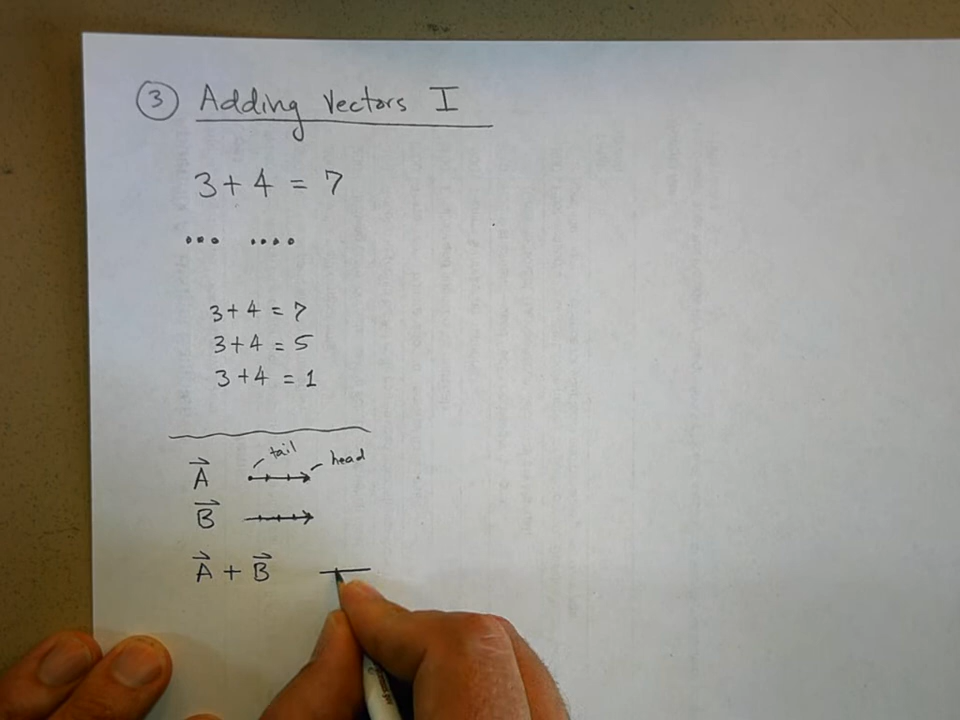 ③ Adding Vectors I
3 + 4 = 7
3 + 4 = 7
3 + 4 = 5
3 + 4 = 1
tail
head
A⃗
B⃗
A⃗ + B⃗